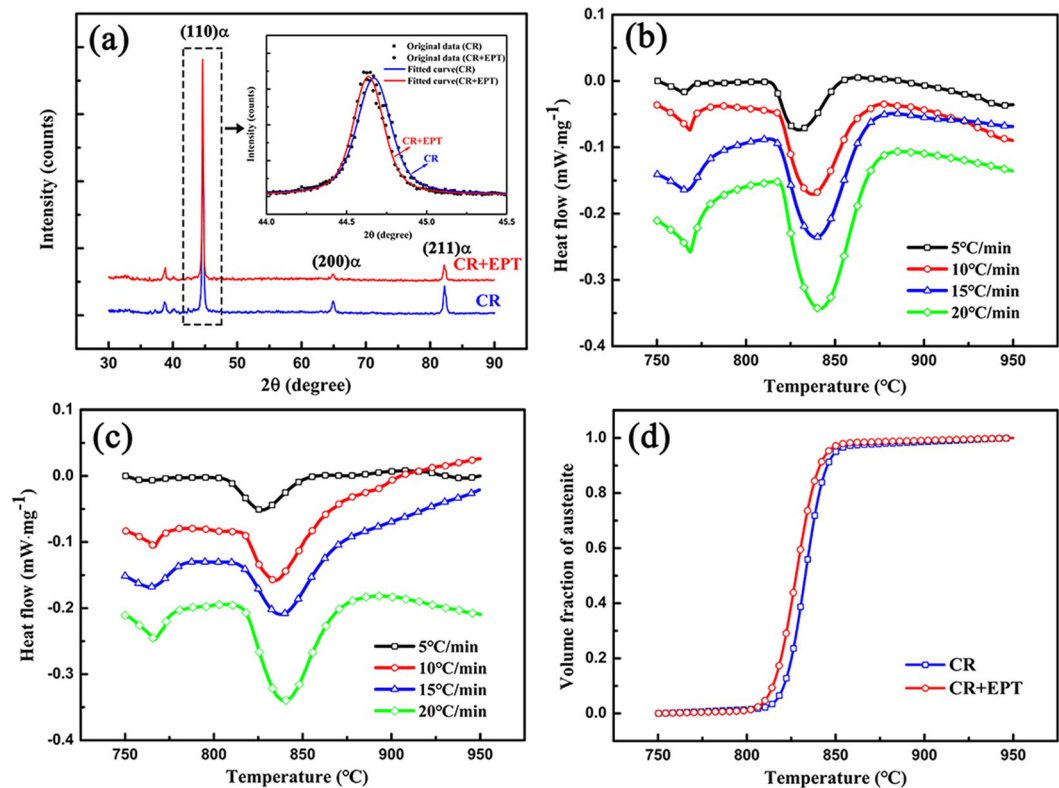 (a)
(110)α
Original data (CR)
Original data (CR+EPT)
Fitted curve(CR)
Fitted curve(CR+EPT)
Intensity (counts)
CR+EPT
CR
44.0 44.5 45.0 45.5
2θ (degree)
(200)α
(211)α
CR+EPT
CR
Intensity (counts)
30 40 50 60 70 80 90
2θ (degree)
(b)
0.1
0.0
-0.1
-0.2
-0.3
-0.4
Heat flow (mW·mg⁻¹)
5°C/min
10°C/min
15°C/min
20°C/min
750 800 850 900 950
Temperature (°C)
(c)
0.1
0.0
-0.1
-0.2
-0.3
-0.4
Heat flow (mW·mg⁻¹)
5°C/min
10°C/min
15°C/min
20°C/min
750 800 850 900 950
Temperature (°C)
(d)
1.0
0.8
0.6
0.4
0.2
0.0
Volume fraction of austenite
CR
CR+EPT
750 800 850 900 950
Temperature (°C)